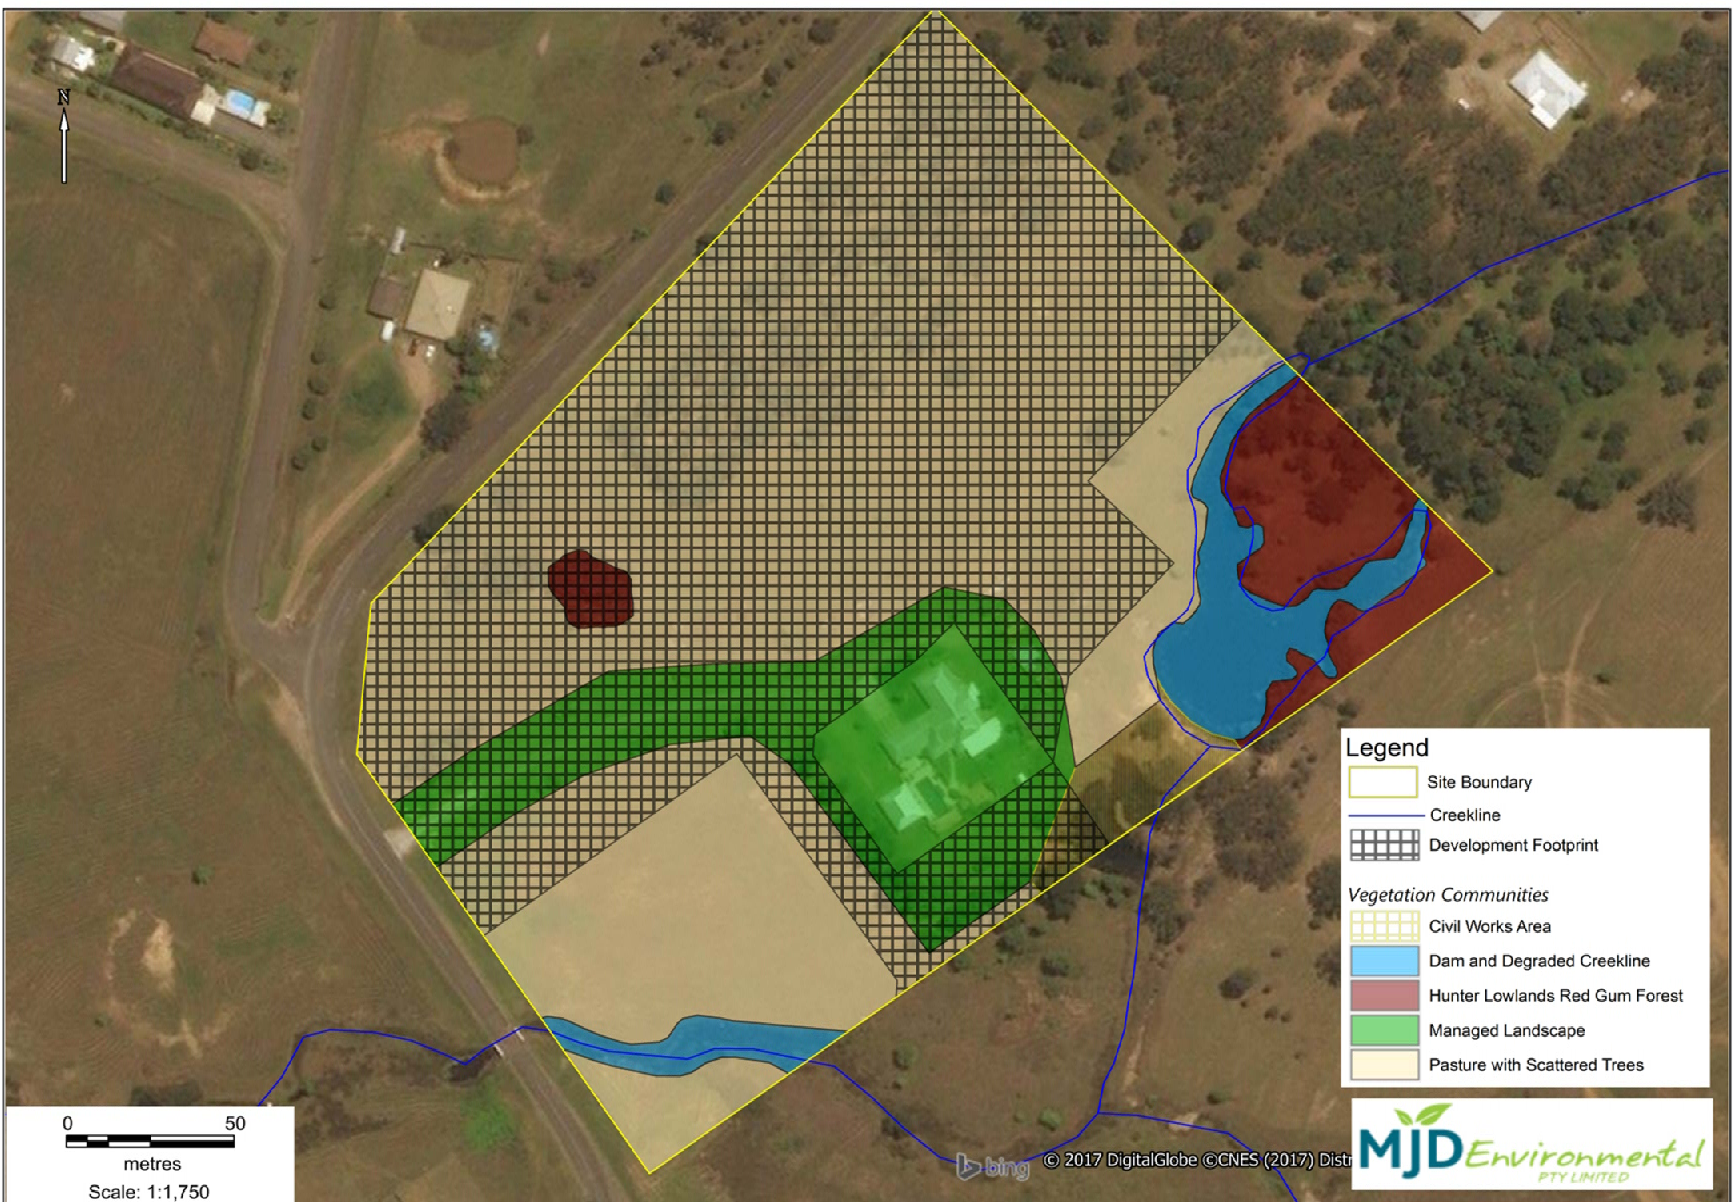 N
Legend
Site Boundary
Creekline
Development Footprint
Vegetation Communities
Civil Works Area
Dam and Degraded Creekline
Hunter Lowlands Red Gum Forest
Managed Landscape
Pasture with Scattered Trees
0 50
metres
Scale: 1:1,750
bing
© 2017 DigitalGlobe ©CNES (2017) Distr
MJD Environmental
PTY LIMITED